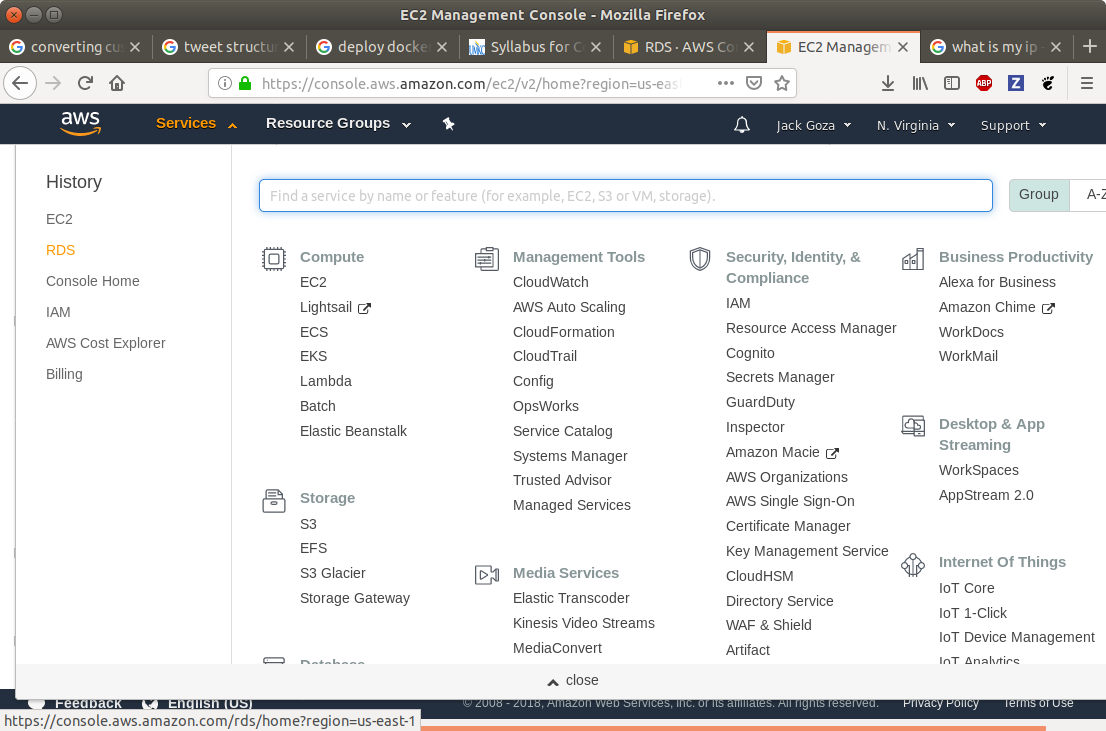 EC2 Management Console - Mozilla Firefox
converting cus
tweet structu
deploy docke
Syllabus for C
RDS · AWS Co
EC2 Managem
what is my ip
https://console.aws.amazon.com/ec2/v2/home?region=us-east
ABP
Z
aws
Services
Resource Groups
Jack Goza
N. Virginia
Support
History
EC2
RDS
Console Home
IAM
AWS Cost Explorer
Billing
Find a service by name or feature (for example, EC2, S3 or VM, storage).
Group
A-Z
Compute
EC2
Lightsail
ECS
EKS
Lambda
Batch
Elastic Beanstalk
Storage
S3
EFS
S3 Glacier
Storage Gateway
Database
Management Tools
CloudWatch
AWS Auto Scaling
CloudFormation
CloudTrail
Config
OpsWorks
Service Catalog
Systems Manager
Trusted Advisor
Managed Services
Media Services
Elastic Transcoder
Kinesis Video Streams
MediaConvert
Security, Identity, &
Compliance
IAM
Resource Access Manager
Cognito
Secrets Manager
GuardDuty
Inspector
Amazon Macie
AWS Organizations
AWS Single Sign-On
Certificate Manager
Key Management Service
CloudHSM
Directory Service
WAF & Shield
Artifact
Business Productivity
Alexa for Business
Amazon Chime
WorkDocs
WorkMail
Desktop & App
Streaming
WorkSpaces
AppStream 2.0
Internet Of Things
IoT Core
IoT 1-Click
IoT Device Management
IoT Analytics
close
Feedback
English (US)
© 2008 - 2018, Amazon Web Services, Inc. or its affiliates. All rights reserved.
Privacy Policy
Terms of Use
https://console.aws.amazon.com/rds/home?region=us-east-1